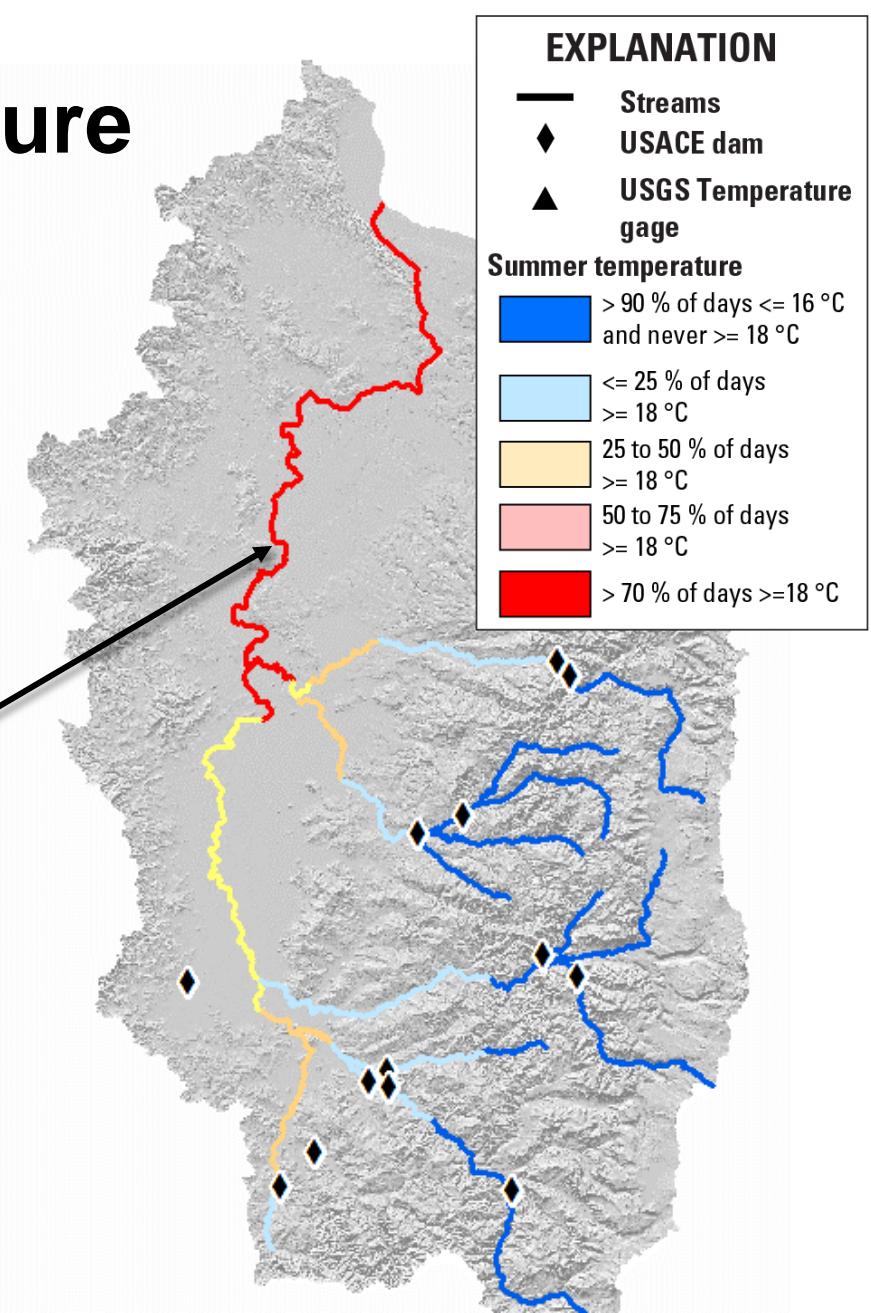 ure
EXPLANATION
Streams
USACE dam
USGS Temperature
gage
Summer temperature
> 90 % of days <= 16 °C
and never >= 18 °C
<= 25 % of days
>= 18 °C
25 to 50 % of days
>= 18 °C
50 to 75 % of days
>= 18 °C
> 70 % of days >=18 °C